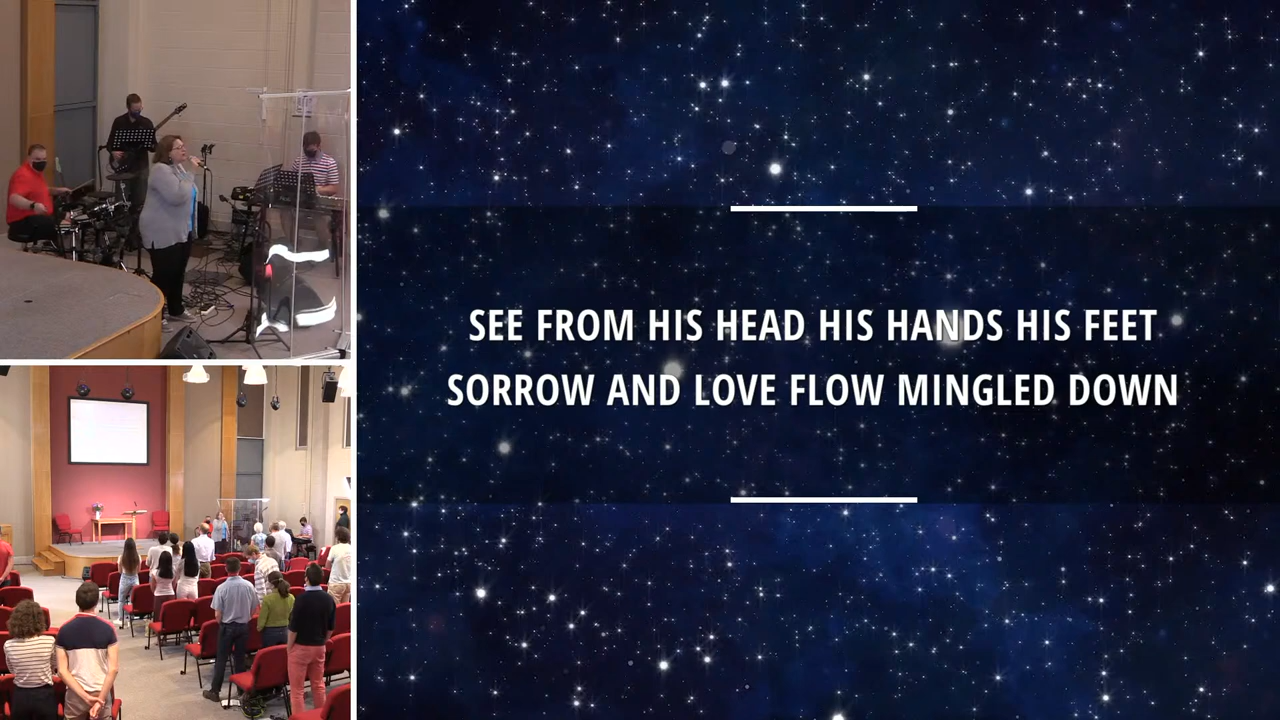 SEE FROM HIS HEAD HIS HANDS HIS FEET
SORROW AND LOVE FLOW MINGLED DOWN